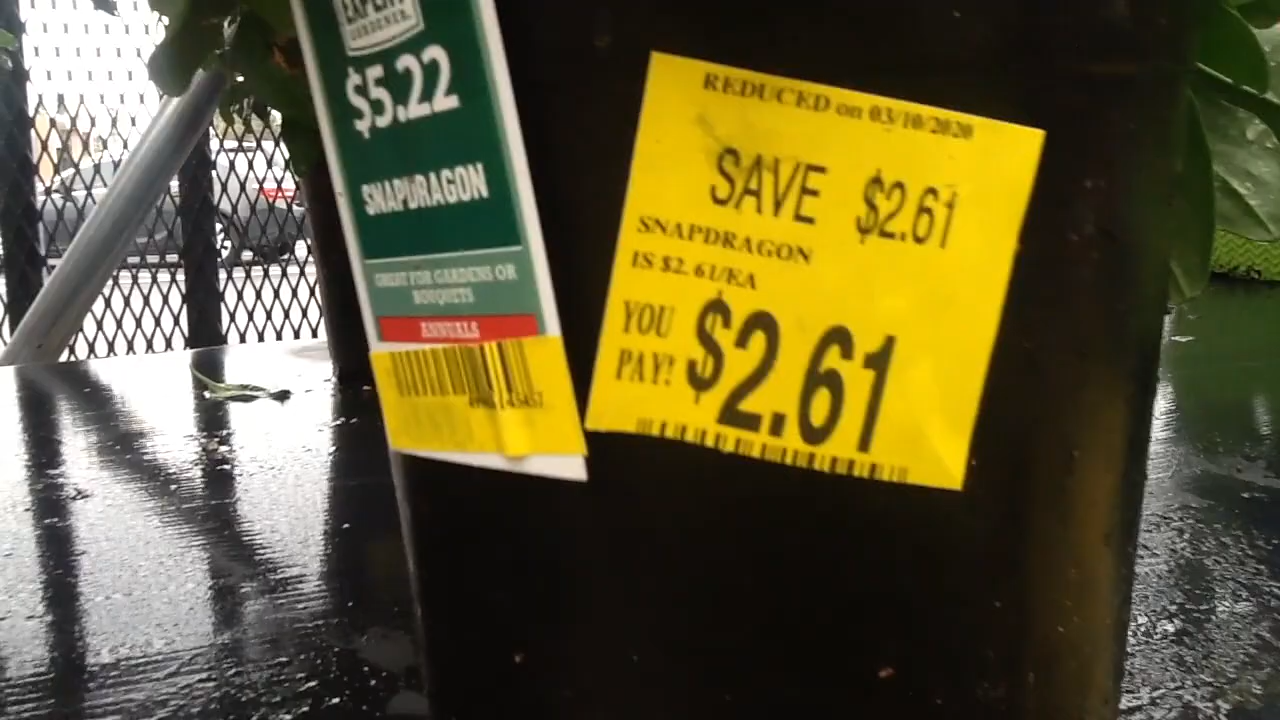 EXPERT
GARDENER.
$5.22
SNAPDRAGON
GREAT FOR GARDENS OR
BOUQUETS
ANNUALS
REDUCED on 03/10/2020
SAVE $2.61
SNAPDRAGON
IS $2.61/EA
YOU
PAY! $2.61